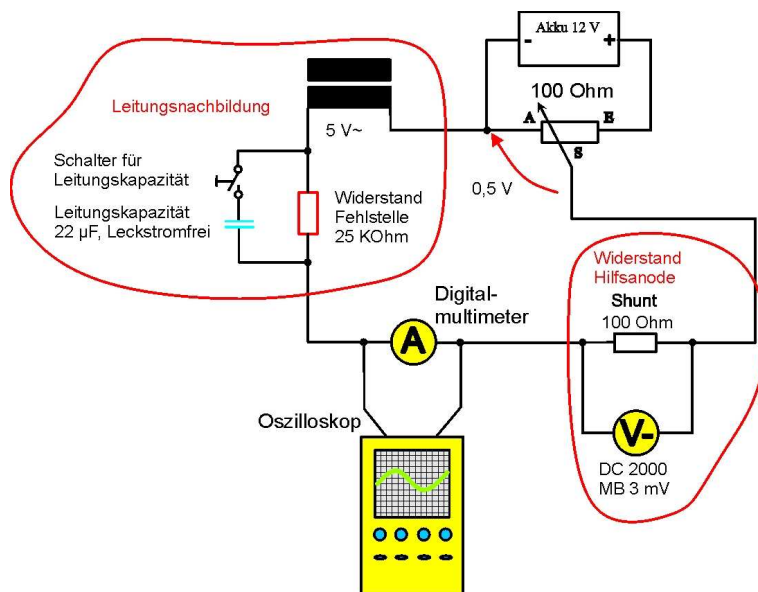 Akku 12 V
- +
100 Ohm
A E
S
0,5 V
Leitungsnachbildung
5 V~
Schalter für
Leitungskapazität
Leitungskapazität
22 µF, Leckstromfrei
Widerstand
Fehlstelle
25 KOhm
Widerstand
Hilfsanode
Shunt
100 Ohm
Digital-
multimeter
A
V-
DC 2000
MB 3 mV
Oszilloskop